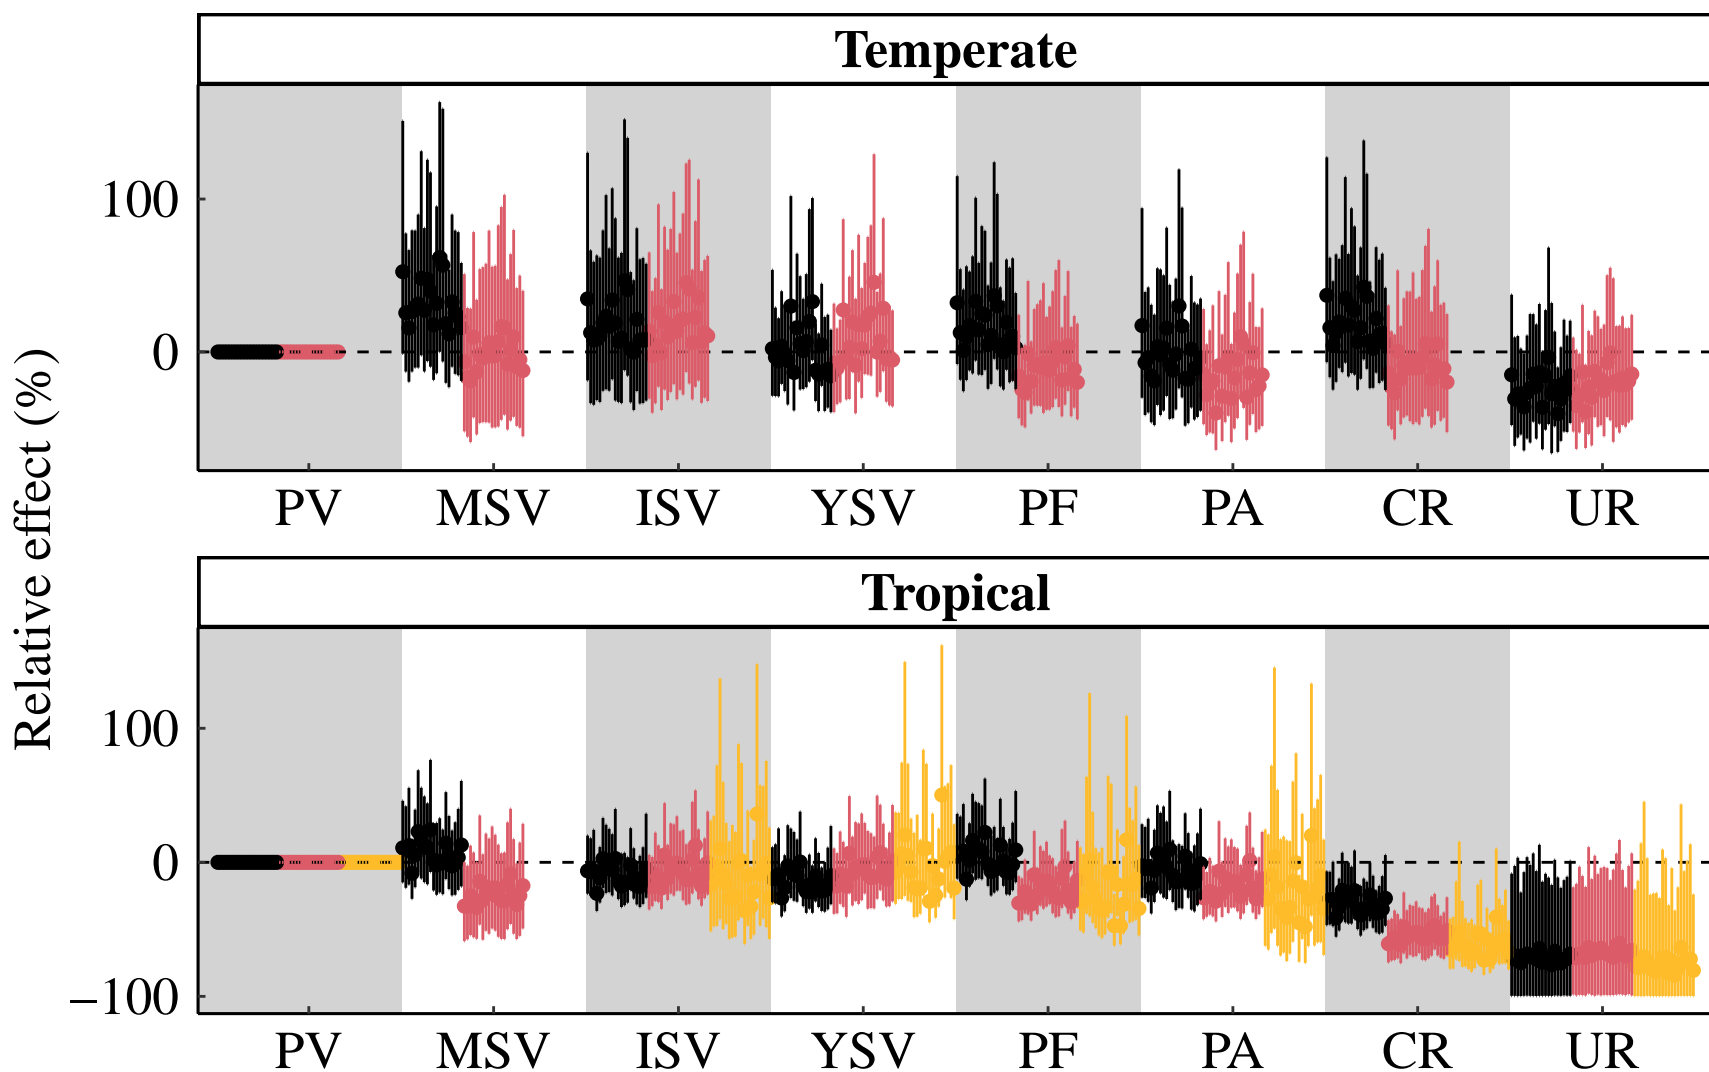 Temperate
Relative effect (%)
100
0
PV MSV ISV YSV PF PA CR UR
Tropical
100
0
−100
PV MSV ISV YSV PF PA CR UR